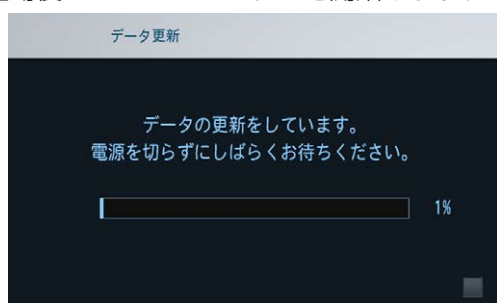 データ更新
データの更新をしています。
電源を切らずにしばらくお待ちください。
1%